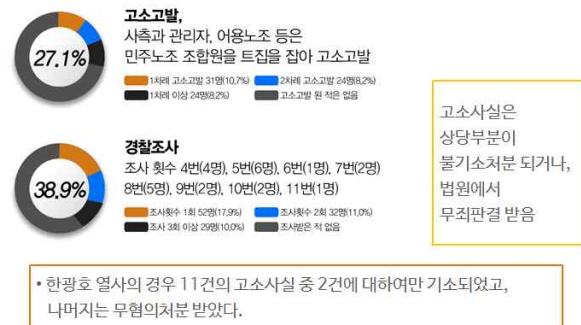 고소고발,
사측과 관리자, 어용노조 등은
민주노조 조합원을 트집을 잡아 고소고발
27.1%
1차례 고소고발 31명(10,7%) 2차례 고소고발 24명(8,2%)
1차례 이상 24명(8,2%) 고소고발 된 적은 없음
경찰조사
조사 횟수 4번(4명), 5번(6명), 6번(1명), 7번(2명)
8번(5명), 9번(2명), 10번(2명), 11번(1명)
38.9%
조사횟수 1회 52명(17,9%) 조사횟수 2회 32명(11,0%)
조사 3회 이상 29명(10,0%) 조사받은 적 없음
고소사실은
상당부분이
불기소처분 되거나,
법원에서
무죄판결 받음
• 한광호 열사의 경우 11건의 고소사실 중 2건에 대하여만 기소되었고,
나머지는 무혐의처분 받았다.